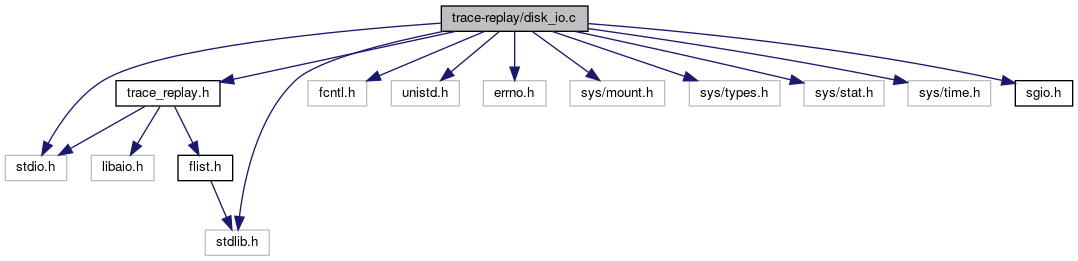 trace-replay/disk_io.c
trace_replay.h
fcntl.h
unistd.h
errno.h
sys/mount.h
sys/types.h
sys/stat.h
sys/time.h
sgio.h
stdio.h
libaio.h
flist.h
stdlib.h